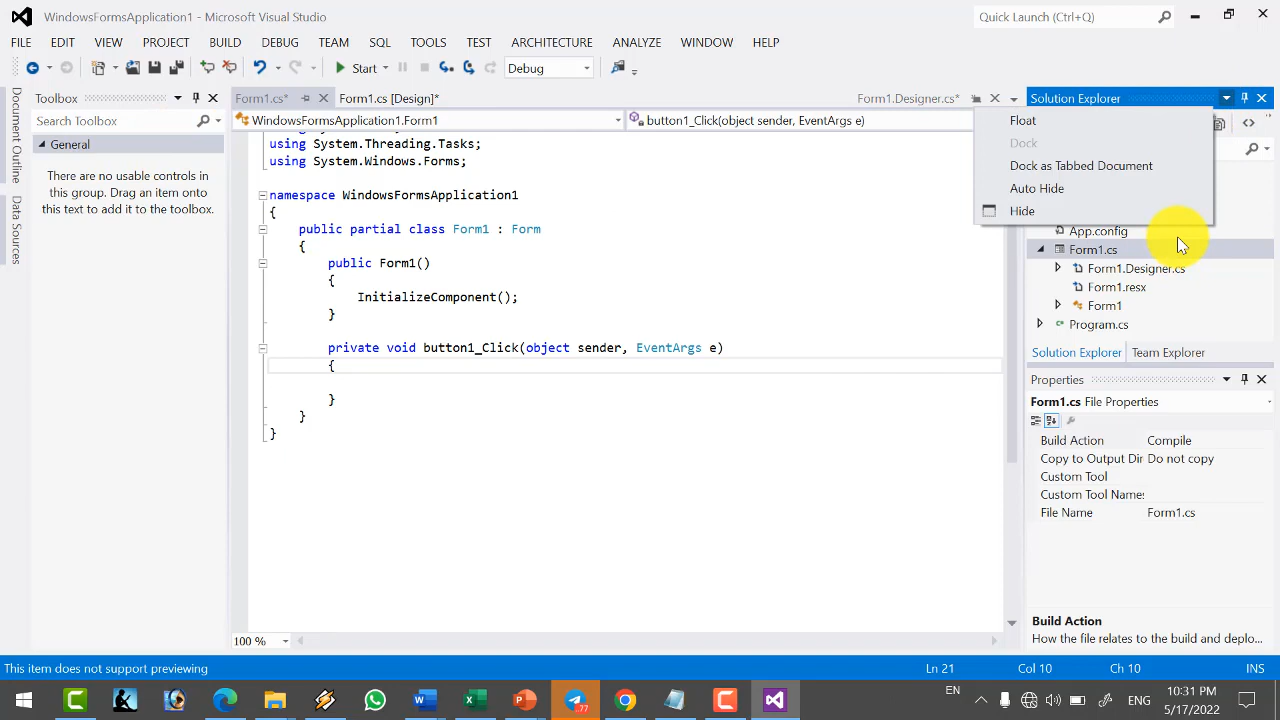 WindowsFormsApplication1 - Microsoft Visual Studio
Quick Launch (Ctrl+Q)
FILE EDIT VIEW PROJECT BUILD DEBUG TEAM SQL TOOLS TEST ARCHITECTURE ANALYZE WINDOW HELP
Start Debug
Document Outline
Data Sources
Toolbox
Search Toolbox
General
There are no usable controls in
this group. Drag an item onto
this text to add it to the toolbox.
Form1.cs* Form1.cs [Design]* Form1.Designer.cs*
WindowsFormsApplication1.Form1 button1_Click(object sender, EventArgs e)
using System.Threading.Tasks;
using System.Windows.Forms;
namespace WindowsFormsApplication1
{
public partial class Form1 : Form
{
public Form1()
{
InitializeComponent();
}
private void button1_Click(object sender, EventArgs e)
{
}
}
}
100 %
Solution Explorer
Float
Dock
Dock as Tabbed Document
Auto Hide
Hide
App.config
Form1.cs
Form1.Designer.cs
Form1.resx
Form1
Program.cs
Solution Explorer Team Explorer
Properties
Form1.cs File Properties
Build Action Compile
Copy to Output Dir Do not copy
Custom Tool
Custom Tool Name
File Name Form1.cs
Build Action
How the file relates to the build and deplo...
This item does not support previewing
Ln 21 Col 10 Ch 10 INS
..77
EN
ENG
10:31 PM
5/17/2022